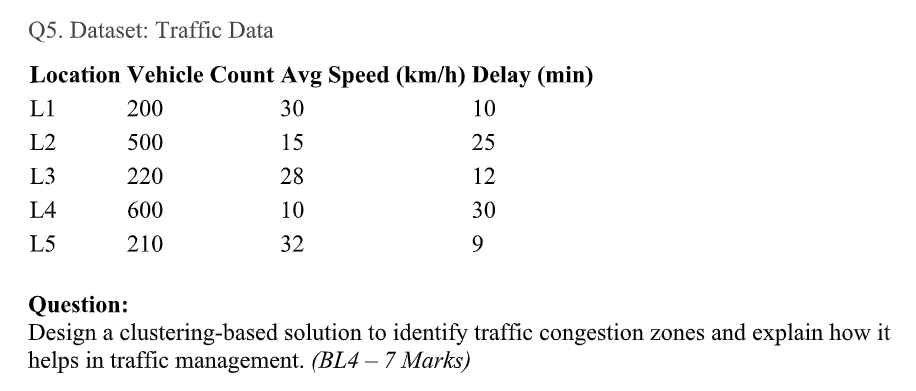 Q5. Dataset: Traffic Data
Location Vehicle Count Avg Speed (km/h) Delay (min)
L1 200 30 10
L2 500 15 25
L3 220 28 12
L4 600 10 30
L5 210 32 9
Question:
Design a clustering-based solution to identify traffic congestion zones and explain how it
helps in traffic management. (BL4 – 7 Marks)